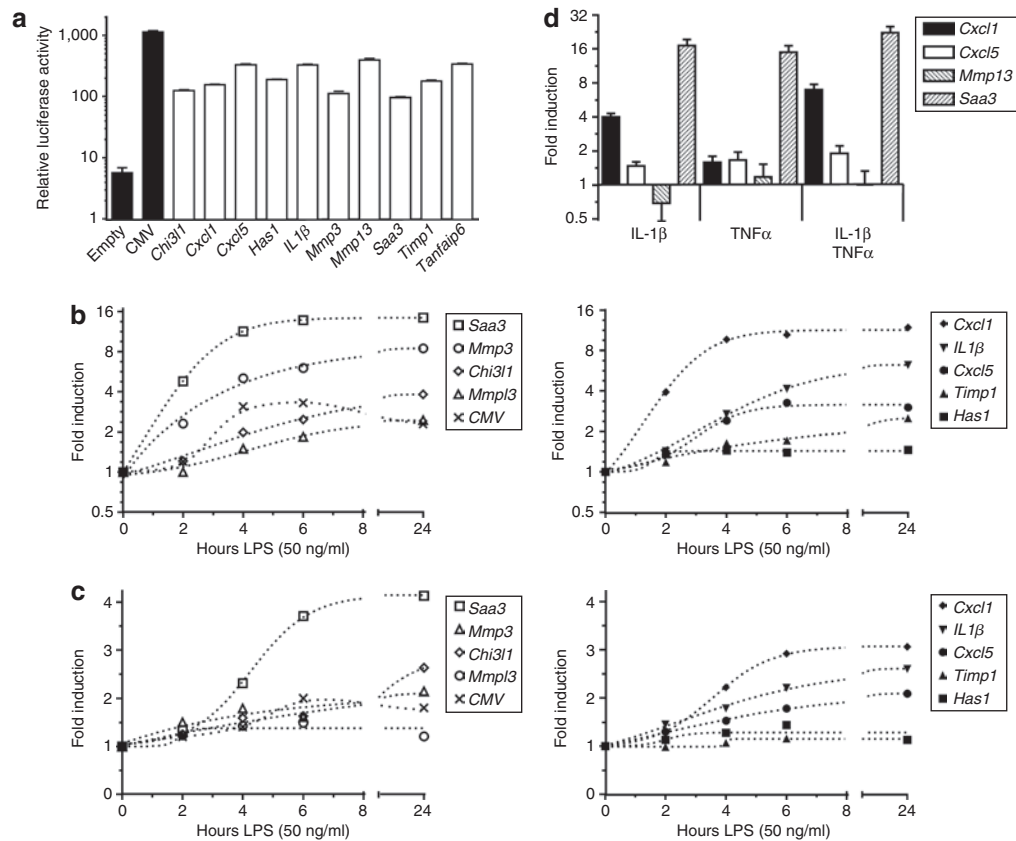 a
Relative luciferase activity
1,000
100
10
1
Empty
CMV
Chi3l1
Cxcl1
Cxcl5
Has1
IL1β
Mmp3
Mmp13
Saa3
Timp1
Tanfaip6
d
Fold induction
32
16
8
4
2
1
0.5
IL-1β
TNFα
IL-1β
TNFα
Cxcl1
Cxcl5
Mmp13
Saa3
b
Fold induction
16
8
4
2
1
0.5
0 2 4 6 8 24
Hours LPS (50 ng/ml)
Saa3
Mmp3
Chi3l1
Mmpl3
CMV
Fold induction
16
8
4
2
1
0.5
0 2 4 6 8 24
Hours LPS (50 ng/ml)
Cxcl1
IL1β
Cxcl5
Timp1
Has1
c
Fold induction
4
3
2
1
0
0 2 4 6 8 24
Hours LPS (50 ng/ml)
Saa3
Mmp3
Chi3l1
Mmpl3
CMV
Fold induction
4
3
2
1
0
0 2 4 6 8 24
Hours LPS (50 ng/ml)
Cxcl1
IL1β
Cxcl5
Timp1
Has1